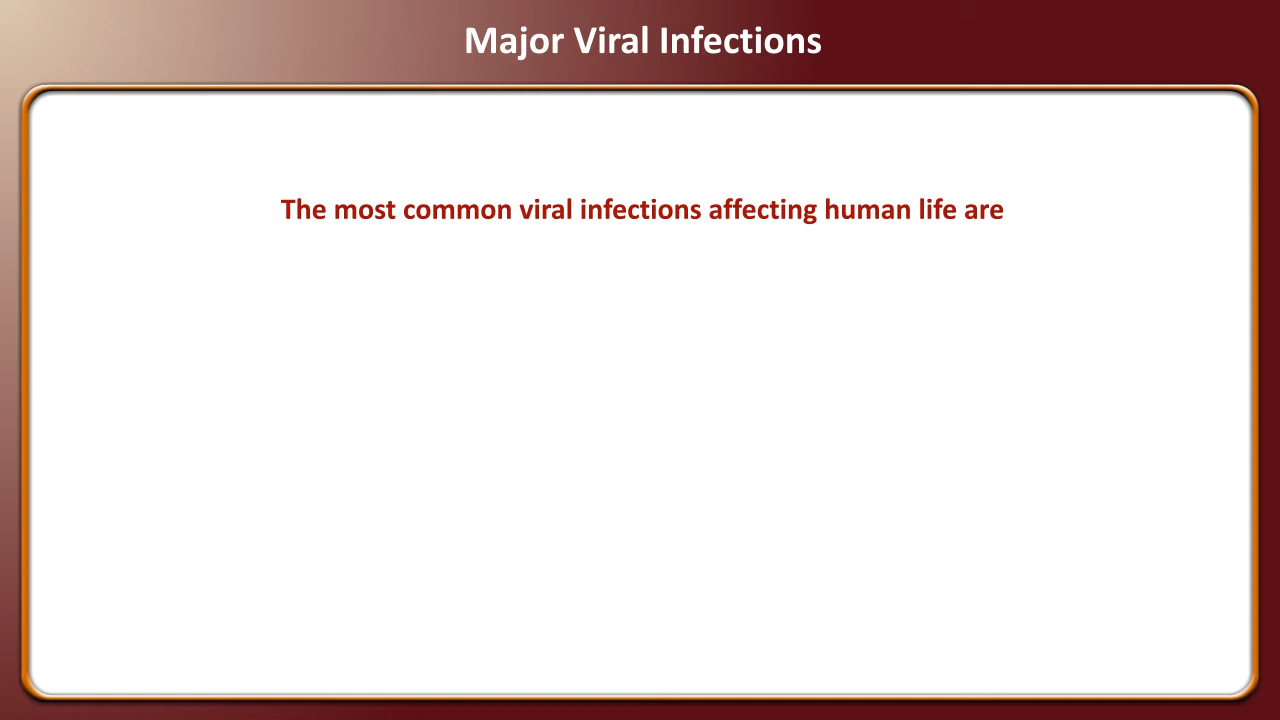 Major Viral Infections
The most common viral infections affecting human life are